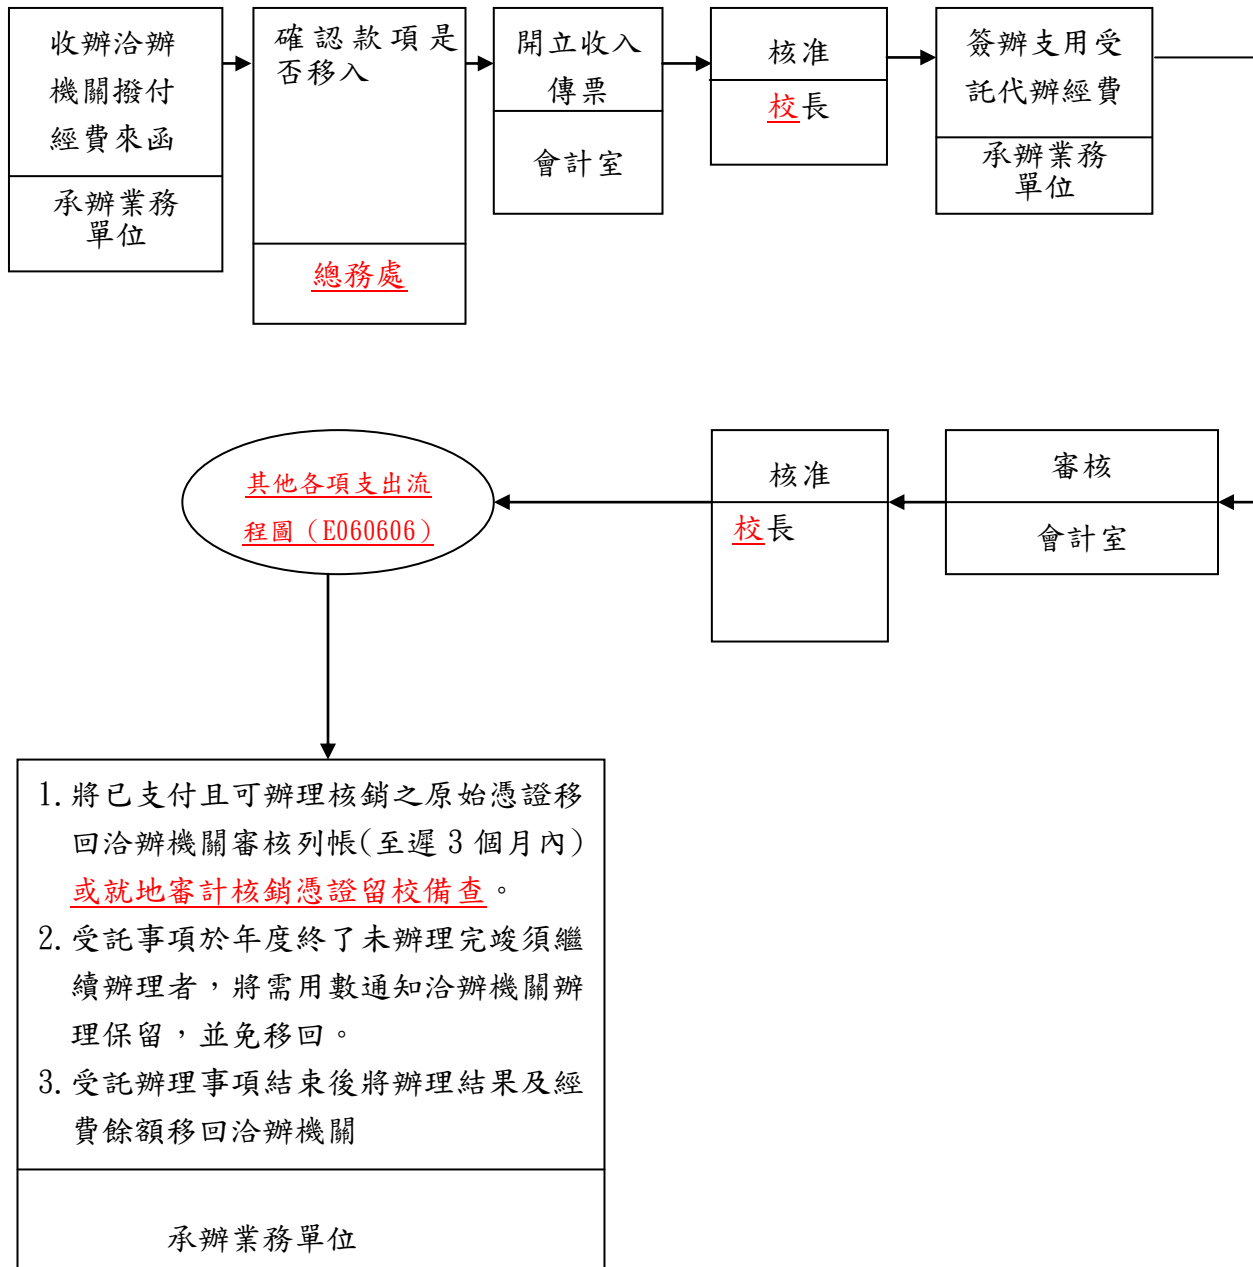 收辦洽辦
機關撥付
經費來函
承辦業務
單位
確認款項是
否移入
總務處
開立收入
傳票
會計室
核准
校長
簽辦支用受
託代辦經費
承辦業務
單位
其他各項支出流
程圖（E060606）
核准
校長
審核
會計室
1. 將已支付且可辦理核銷之原始憑證移
回洽辦機關審核列帳(至遲 3 個月內)
或就地審計核銷憑證留校備查。
2. 受託事項於年度終了未辦理完竣須繼
續辦理者，將需用數通知洽辦機關辦
理保留，並免移回。
3. 受託辦理事項結束後將辦理結果及經
費餘額移回洽辦機關
承辦業務單位